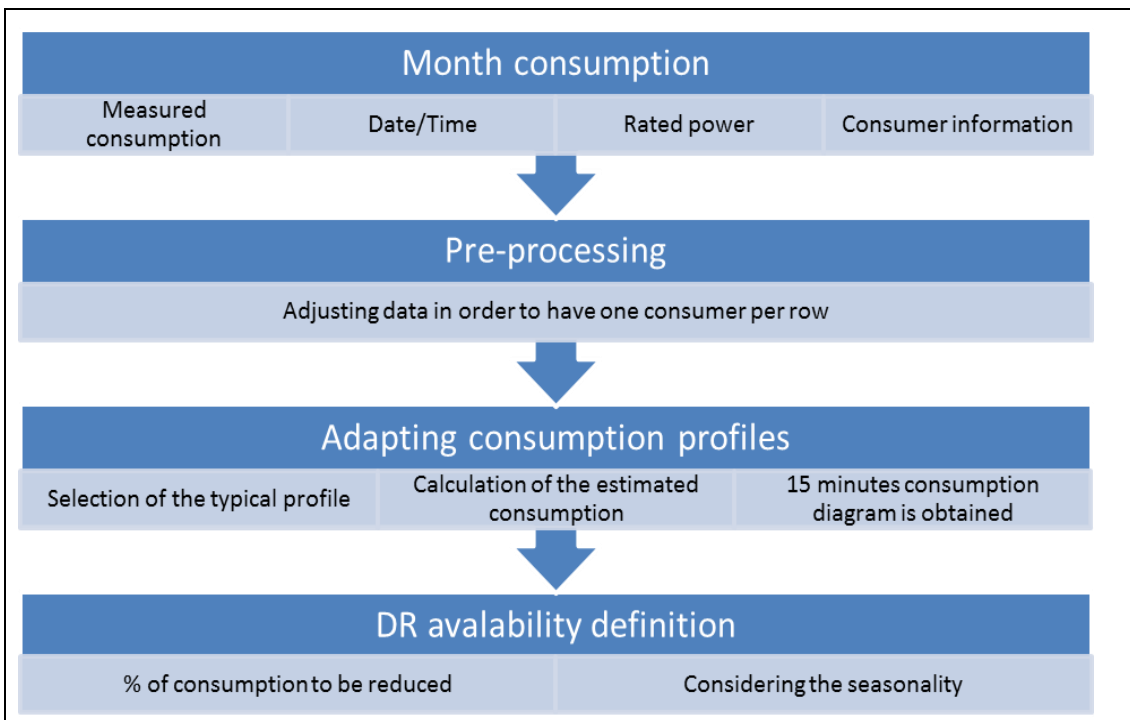 Month consumption
Measured
consumption
Date/Time
Rated power
Consumer information
Pre-processing
Adjusting data in order to have one consumer per row
Adapting consumption profiles
Selection of the typical profile
Calculation of the estimated
consumption
15 minutes consumption
diagram is obtained
DR avalability definition
% of consumption to be reduced
Considering the seasonality